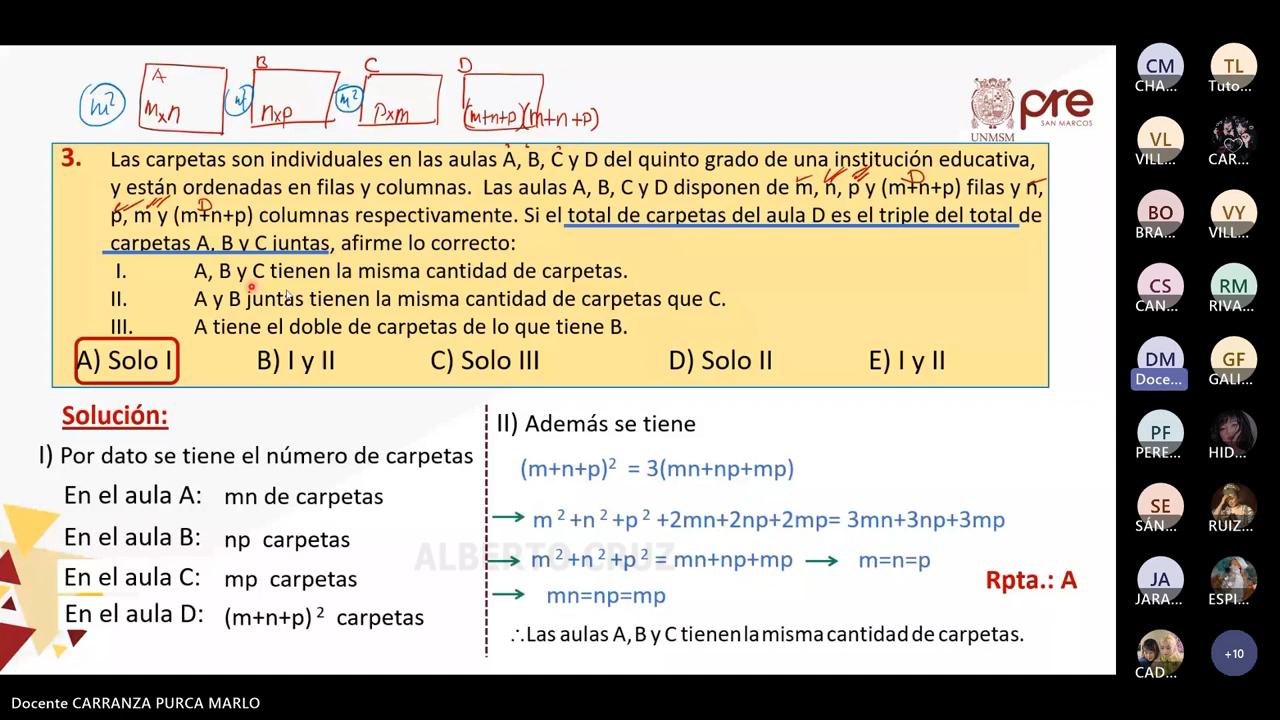 A
B
C
D
m²
m×n
m²
n×p
m²
p×m
(m+n+p)(m+n+p)
UNMSM
pre
SAN MARCOS
3. Las carpetas son individuales en las aulas A, B, C y D del quinto grado de una institución educativa,
y están ordenadas en filas y columnas. Las aulas A, B, C y D disponen de m, n, p y (m+n+p) filas y n,
p, m y (m+n+p) columnas respectivamente. Si el total de carpetas del aula D es el triple del total de
carpetas A, B y C juntas, afirme lo correcto:
I. A, B y C tienen la misma cantidad de carpetas.
II. A y B juntas tienen la misma cantidad de carpetas que C.
III. A tiene el doble de carpetas de lo que tiene B.
A) Solo I B) I y II C) Solo III D) Solo II E) I y II
Solución:
I) Por dato se tiene el número de carpetas
En el aula A: mn de carpetas
En el aula B: np carpetas
En el aula C: mp carpetas
En el aula D: (m+n+p)² carpetas
II) Además se tiene
(m+n+p)² = 3(mn+np+mp)
→ m²+n²+p²+2mn+2np+2mp= 3mn+3np+3mp
→ m²+n²+p² = mn+np+mp → m=n=p
→ mn=np=mp
∴Las aulas A, B y C tienen la misma cantidad de carpetas.
Rpta.: A
ALBERTO CRUZ
CM
CHA...
TL
Tuto...
VL
VILL...
CAR...
BO
BRA...
VY
VILL...
CS
CAN...
RM
RIVA...
DM
Doce...
GF
GALI...
PF
PERE...
HID...
SE
SÁN...
RUIZ...
JA
JARA...
ESPI...
CAD...
+10
Docente CARRANZA PURCA MARLO